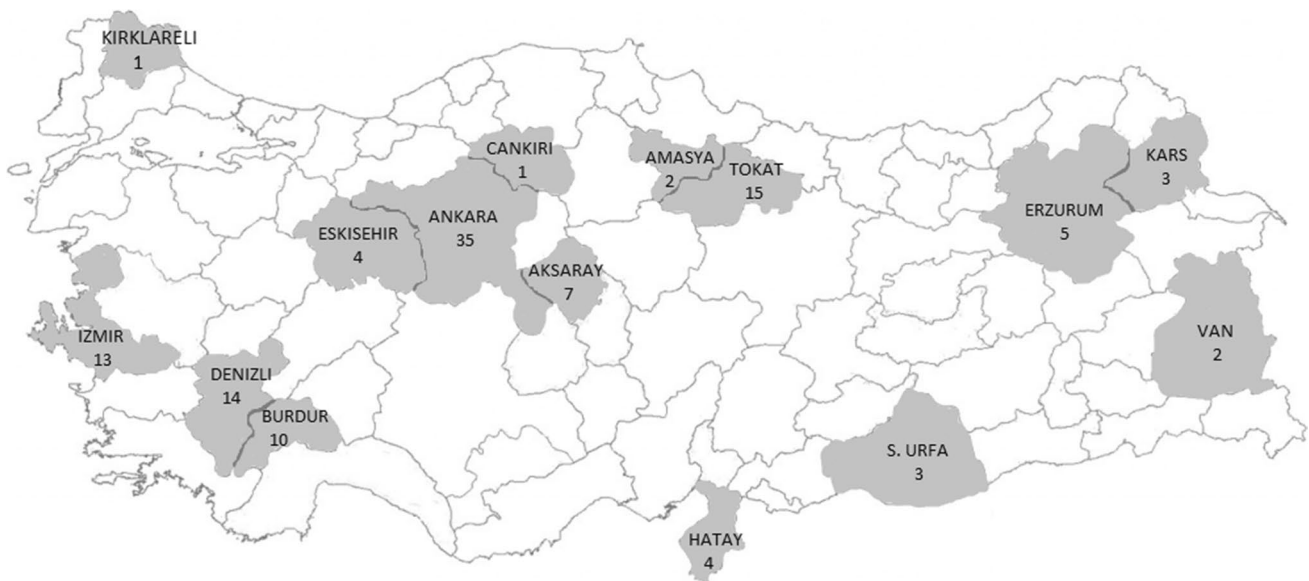 KIRKLARELI
1
CANKIRI
1
AMASYA
2
TOKAT
15
KARS
3
ERZURUM
5
ESKISEHIR
4
ANKARA
35
AKSARAY
7
VAN
2
IZMIR
13
DENIZLI
14
BURDUR
10
S. URFA
3
HATAY
4